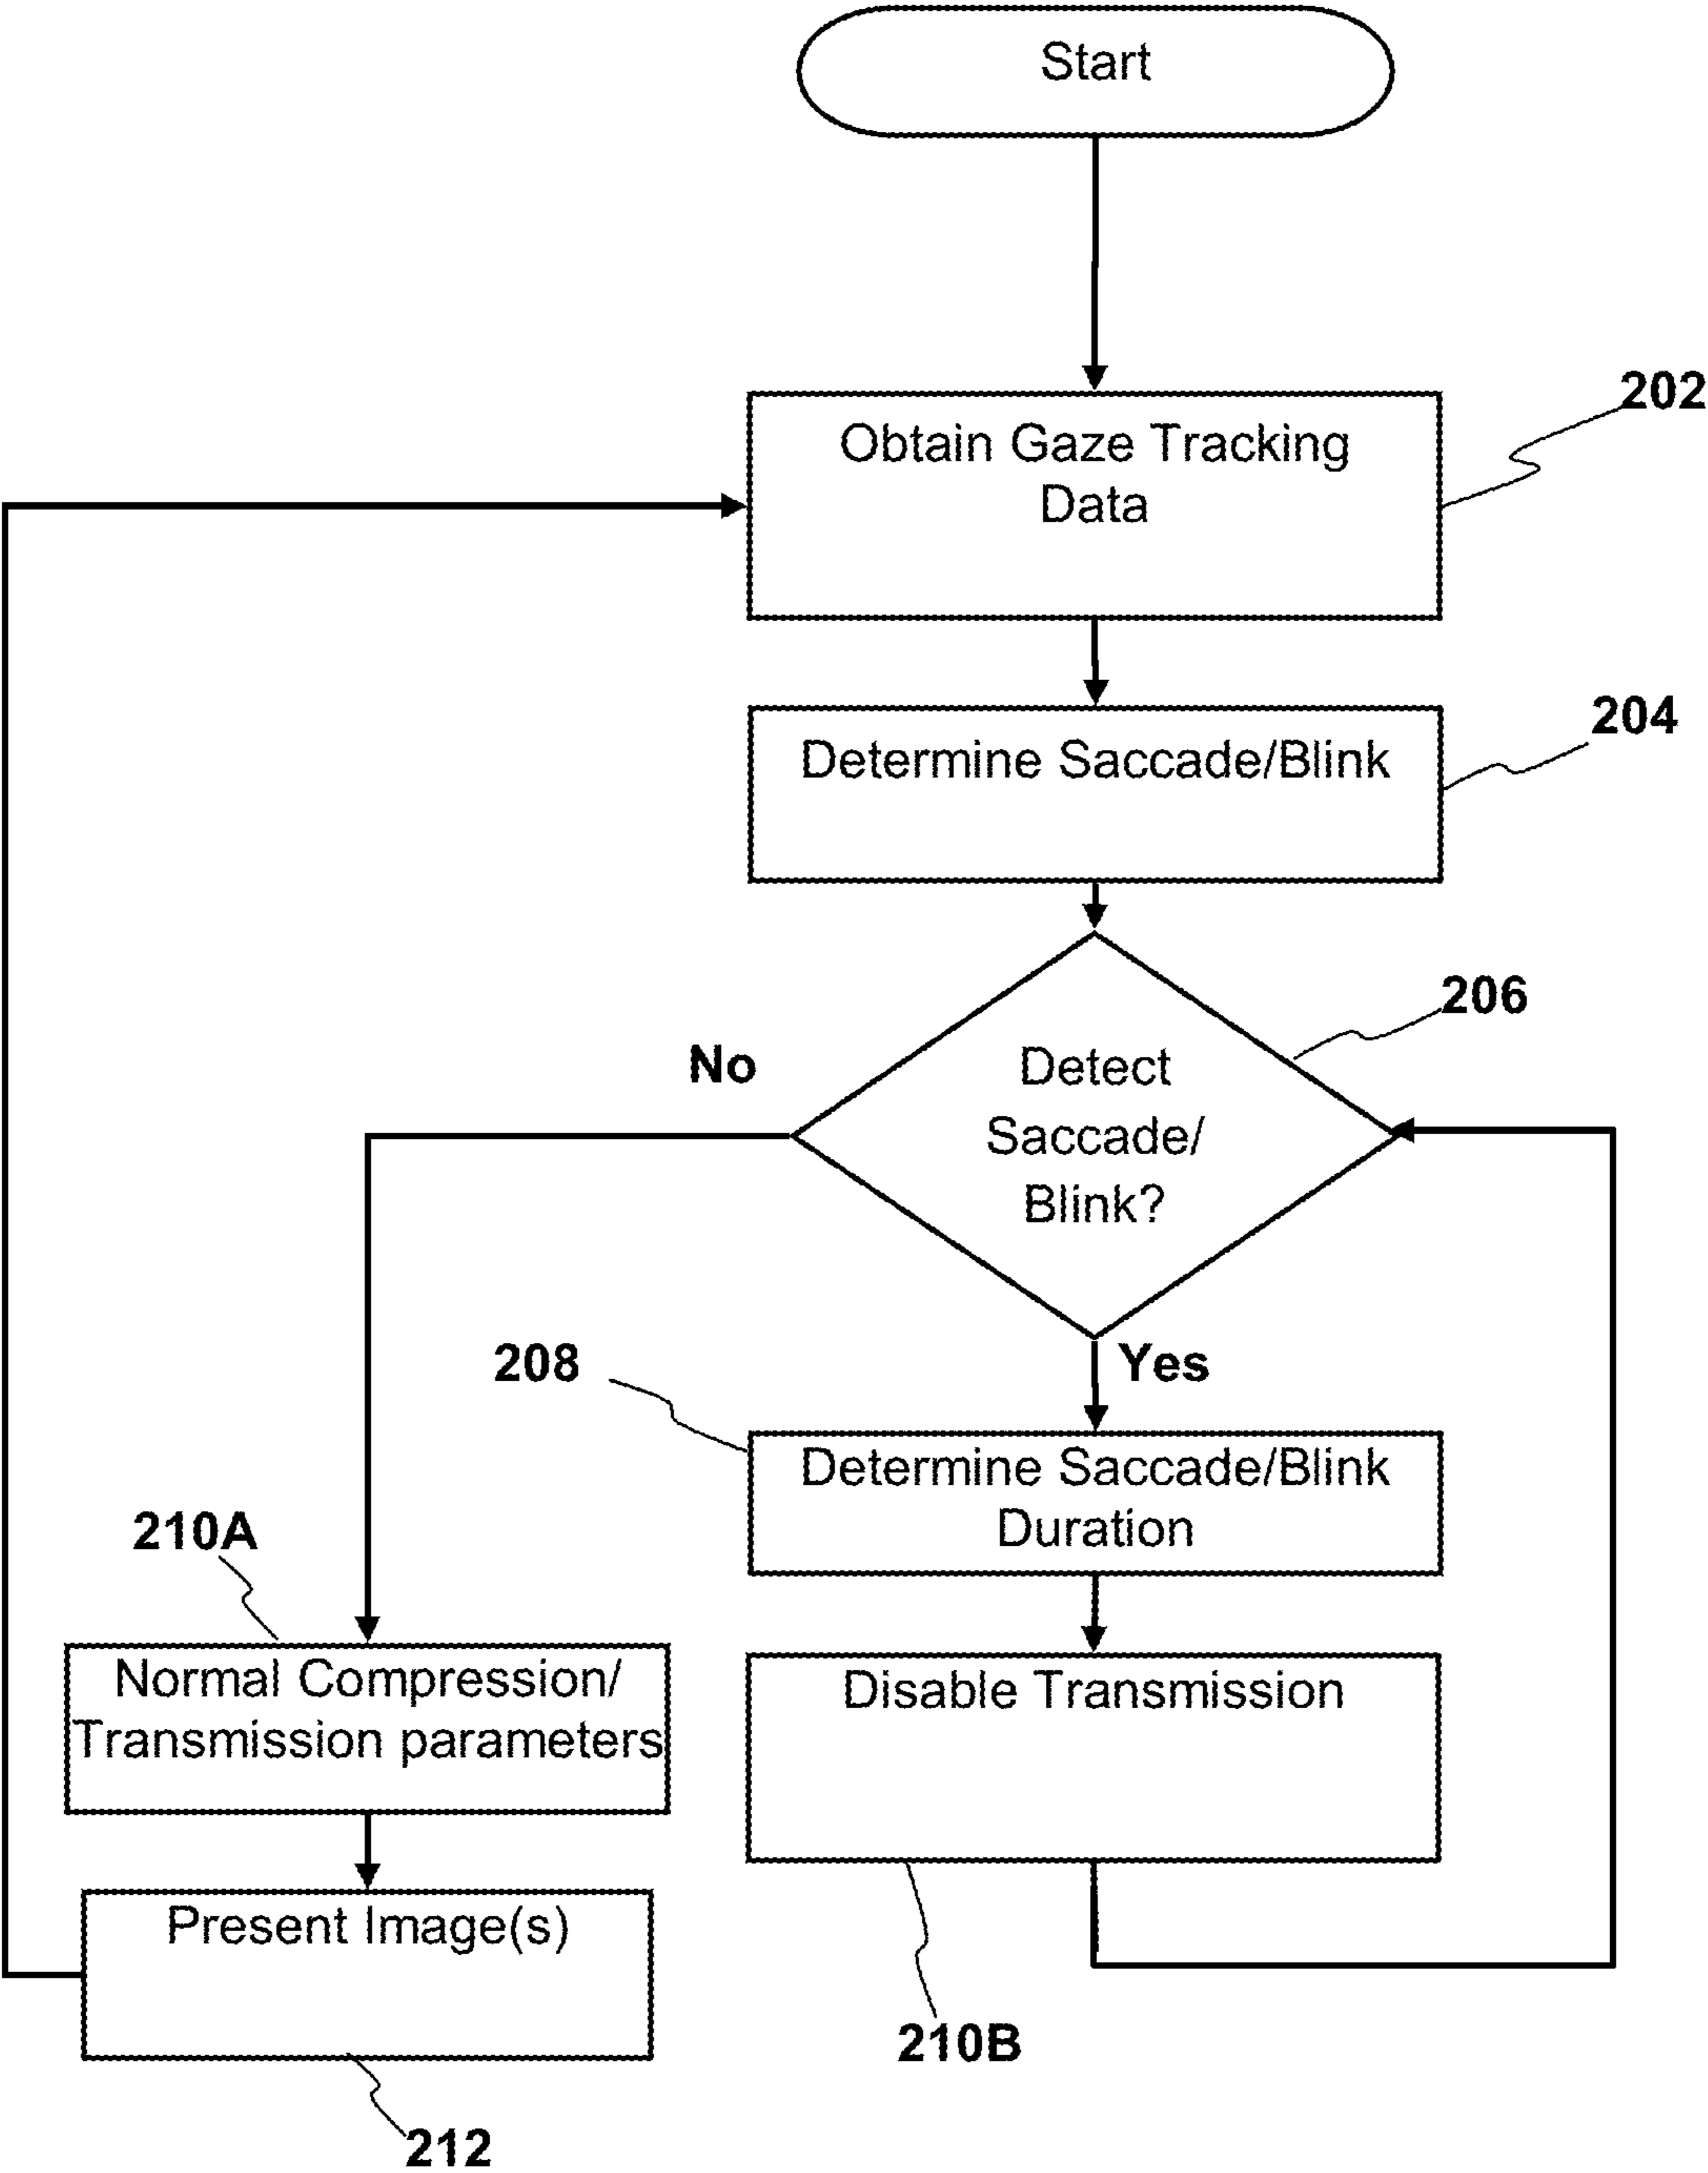 Start
202
Obtain Gaze Tracking
Data
204
Determine Saccade/Blink
206
No
Detect
Saccade/
Blink?
Yes
208
Determine Saccade/Blink
Duration
210A
Normal Compression/
Transmission parameters
Disable Transmission
Present Image(s)
210B
212